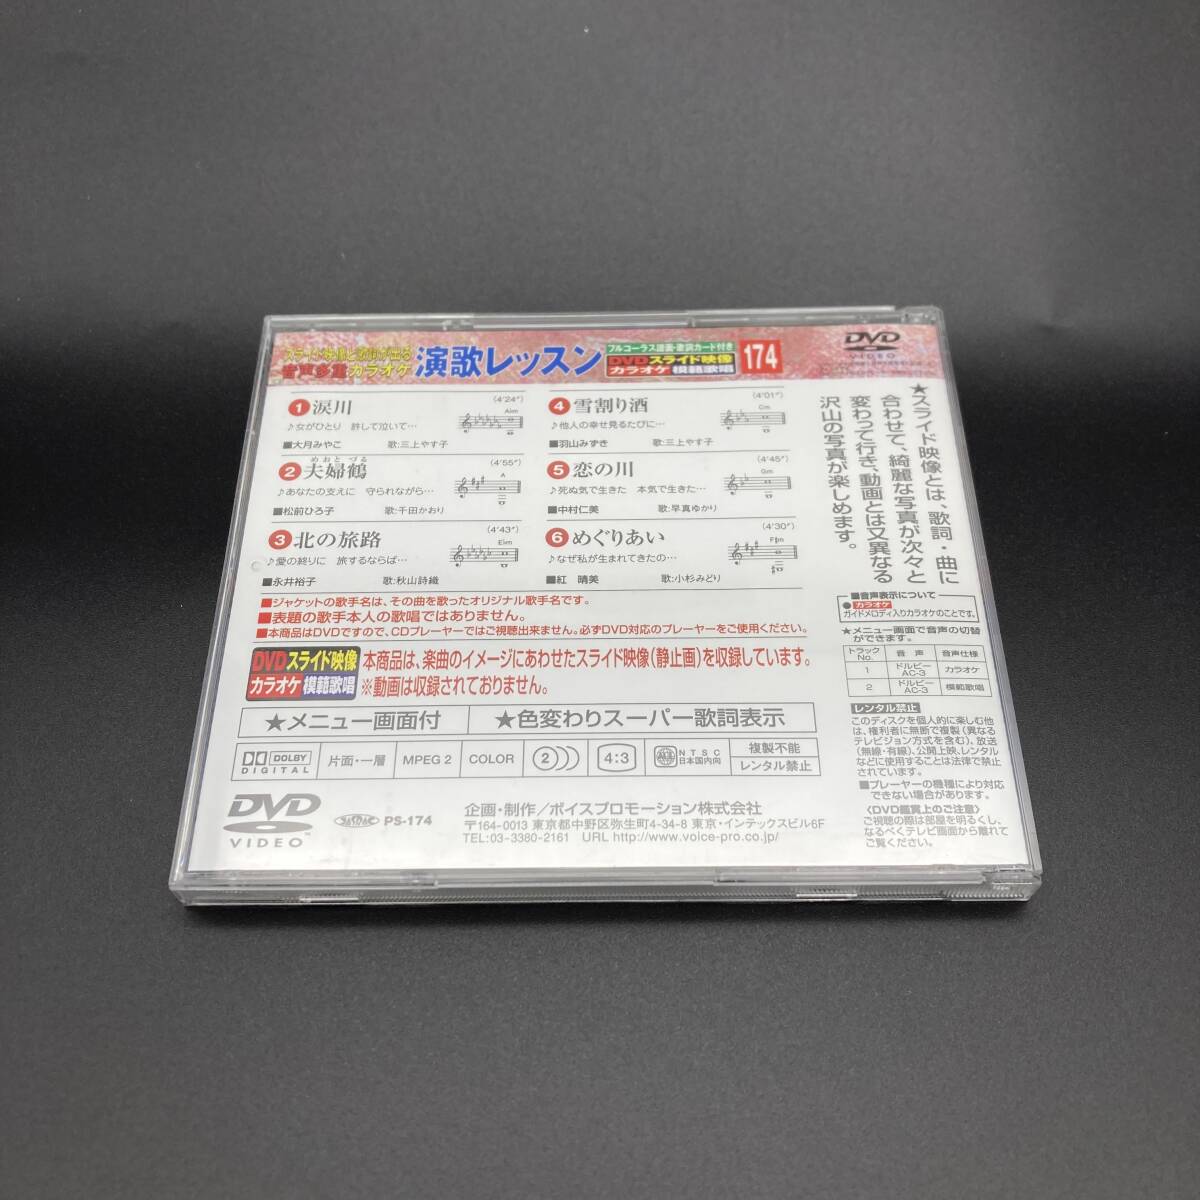 スライド映像と歌詞が出る
音声多重カラオケ
演歌レッスン
フルコーラス譜面・歌詞カード付き
DVDスライド映像
カラオケ 模範歌唱
174
DVD
VIDEO
1 涙川 (4'24")
A♭m
♪女がひとり 許して泣いて…
■大月みやこ 歌:三上やす子
めおと づる
2 夫婦鶴 (4'55")
A
♪あなたの支えに 守られながら…
■松前ひろ子 歌:千田かおり
3 北の旅路 (4'43")
E♭m
♪愛の終りに 旅するならば…
■永井裕子 歌:秋山詩織
4 雪割り酒 (4'01")
Cm
♪他人の幸せ見るたびに…
■羽山みずき 歌:三上やす子
5 恋の川 (4'45")
Gm
♪死ぬ気で生きた 本気で生きた…
■中村仁美 歌:早真ゆかり
6 めぐりあい (4'30")
F♯m
♪なぜ私が生まれてきたの…
■紅 晴美 歌:小杉みどり
■ジャケットの歌手名は、その曲を歌ったオリジナル歌手名です。
■表題の歌手本人の歌唱ではありません。
■本商品はDVDですので、CDプレーヤーではご視聴出来ません。必ずDVD対応のプレーヤーをご使用ください。
DVDスライド映像
カラオケ 模範歌唱
本商品は、楽曲のイメージにあわせたスライド映像(静止画)を収録しています。
※動画は収録されておりません。
★メニュー画面付
★色変わりスーパー歌詞表示
DOLBY
DIGITAL
片面・一層
MPEG 2
COLOR
2
4:3
ALL
NTSC
日本国内向
複製不能
レンタル禁止
DVD
VIDEO
JASRAC
PS-174
企画・制作/ボイスプロモーション株式会社
〒164-0013 東京都中野区弥生町4-34-8 東京・インテックスビル6F
TEL:03-3380-2161 URL http://www.voice-pro.co.jp/
★スライド映像とは、歌詞・曲に
合わせて、綺麗な写真が次々と
変わって行き、動画とは又異なる
沢山の写真が楽しめます。
■音声表示について
●カラオケ
ガイドメロディ入りカラオケのことです。
★メニュー画面で音声の切替
ができます。
トラックNo. 音声 音声仕様
1 ドルビーAC-3 カラオケ
2 ドルビーAC-3 模範歌唱
レンタル禁止
このディスクを個人的に楽しむ他
は、権利者に無断で複製(異なる
テレビジョン方式を含む)、放送
(無線・有線)、公開上映、レンタル
などに使用することは法律で禁止
されています。
■プレーヤーの機種により対応
できない場合があります。
〈DVD鑑賞上のご注意〉
ご視聴の際は部屋を明るくし、
なるべくテレビ画面から離れて
ご覧ください。